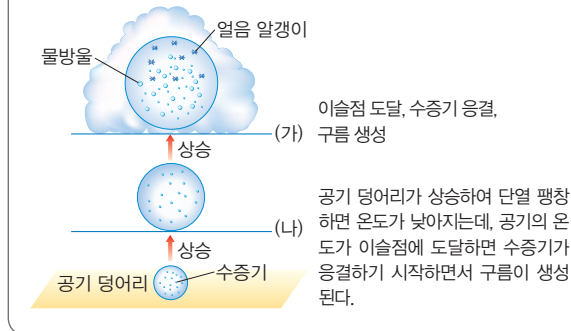 얼음 알갱이
물방울
(가)
이슬점 도달, 수증기 응결,
구름 생성
상승
(나)
공기 덩어리가 상승하여 단열 팽창
하면 온도가 낮아지는데, 공기의 온
도가 이슬점에 도달하면 수증기가
응결하기 시작하면서 구름이 생성
된다.
상승
공기 덩어리
수증기